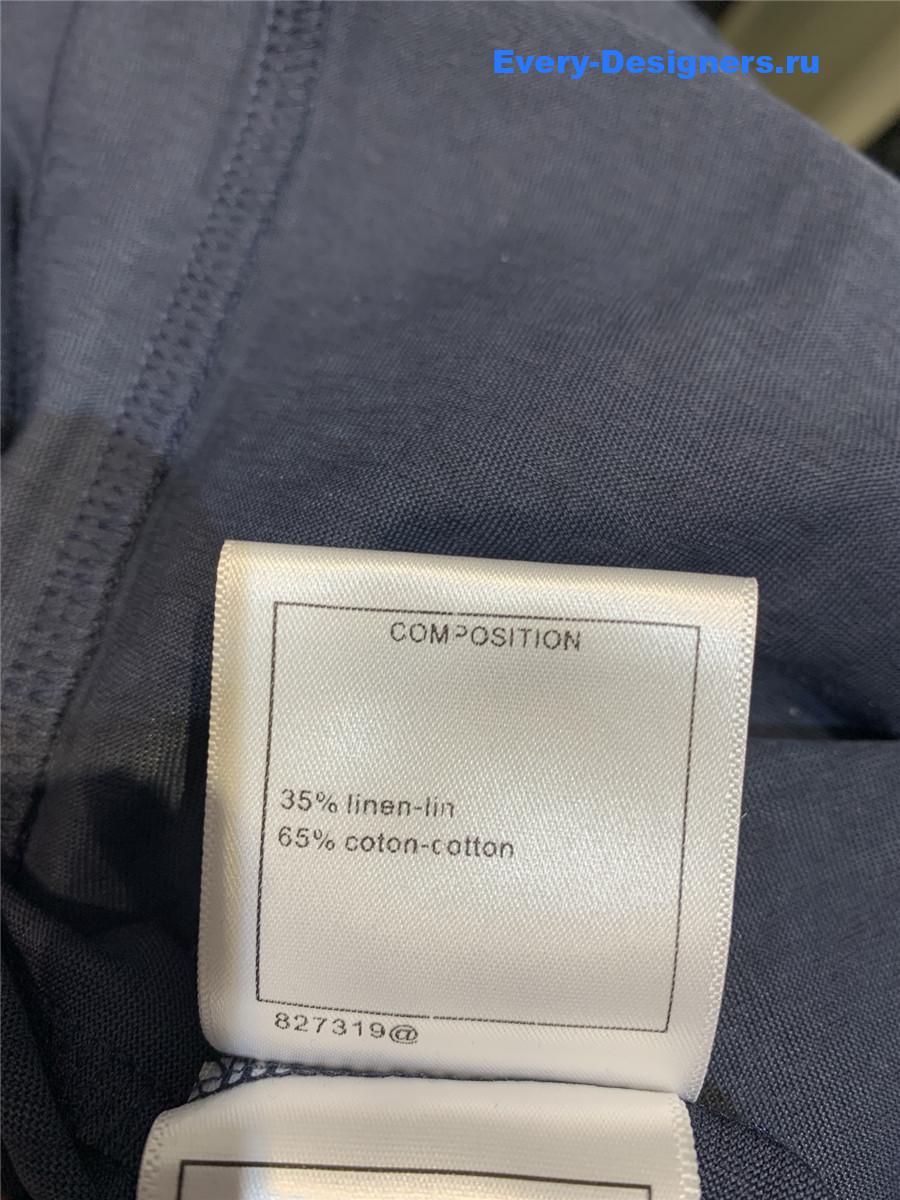 Every-Designers.ru
COMPOSITION
35% linen-lin
65% coton-cotton
827319@